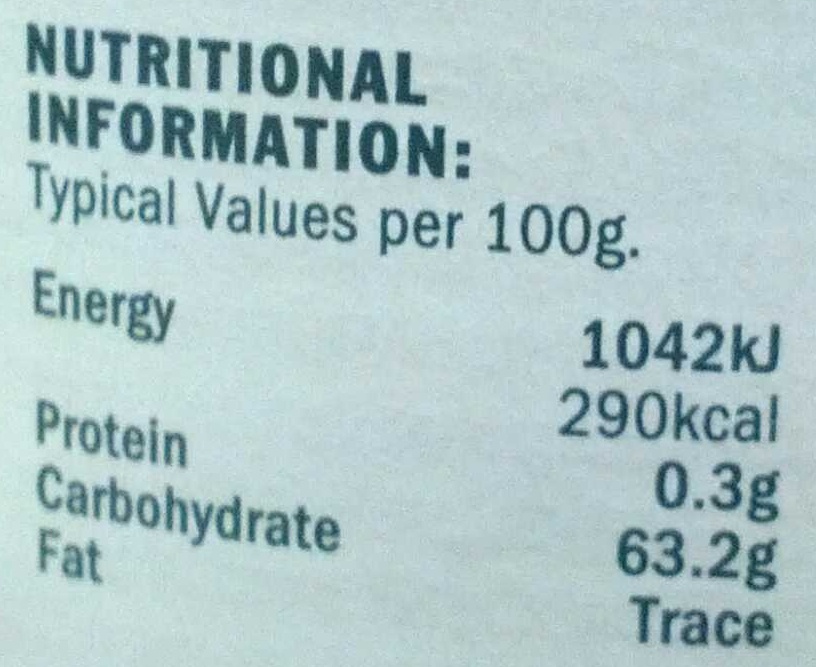 NUTRITIONAL
INFORMATION:
Typical Values per 100g.
Energy 1042kJ
290kcal
Protein 0.3g
Carbohydrate 63.2g
Fat Trace